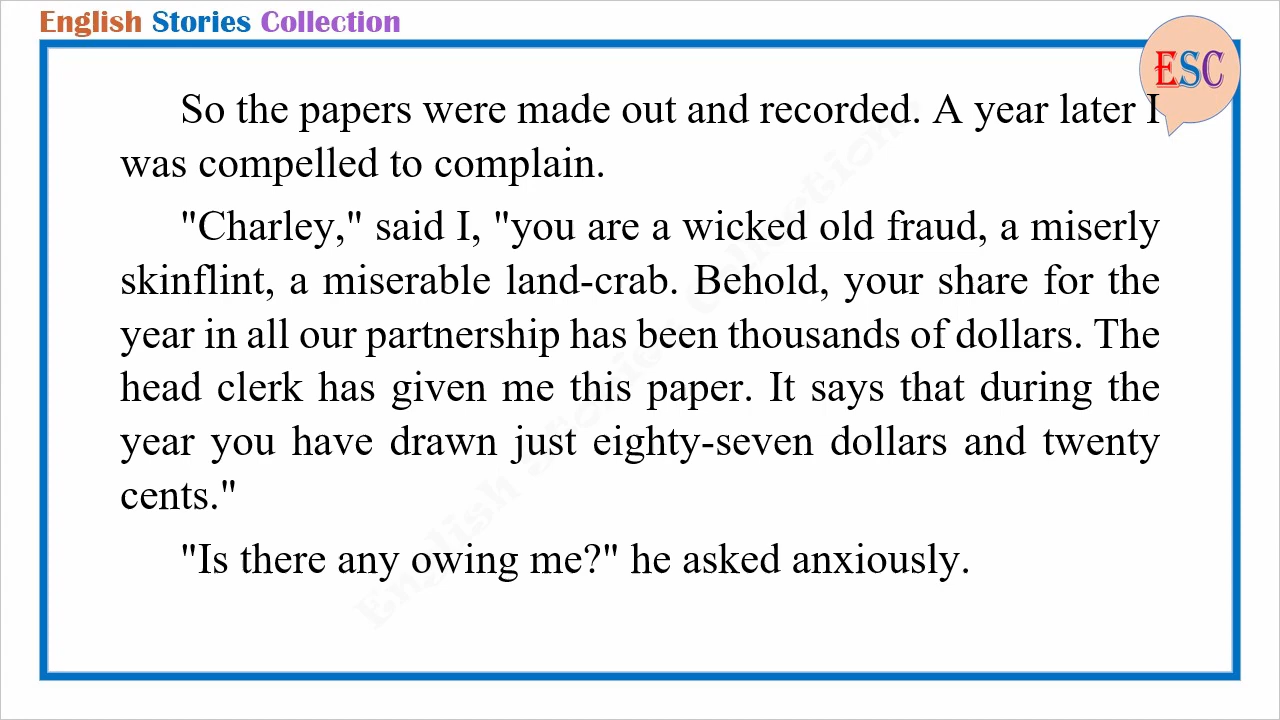 English Stories Collection
ESC
So the papers were made out and recorded. A year later I
was compelled to complain.
"Charley," said I, "you are a wicked old fraud, a miserly
skinflint, a miserable land-crab. Behold, your share for the
year in all our partnership has been thousands of dollars. The
head clerk has given me this paper. It says that during the
year you have drawn just eighty-seven dollars and twenty
cents."
"Is there any owing me?" he asked anxiously.
English Stories Collection